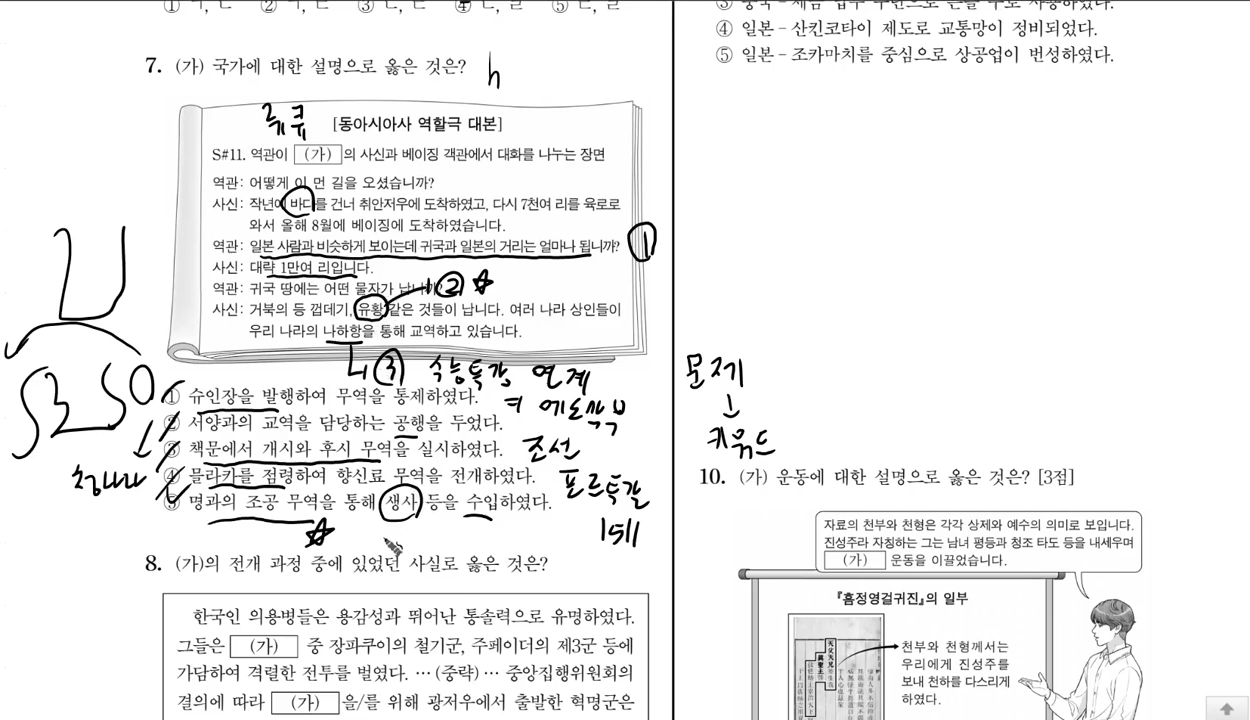 7. (가) 국가에 대한 설명으로 옳은 것은?
류큐
[동아시아사 역할극 대본]
S#11. 역관이 (가) 의 사신과 베이징 객관에서 대화를 나누는 장면
역관: 어떻게 이 먼 길을 오셨습니까?
사신: 작년에 바다를 건너 취안저우에 도착하였고, 다시 7천여 리를 육로로
와서 올해 8월에 베이징에 도착하였습니다.
역관: 일본 사람과 비슷하게 보이는데 귀국과 일본의 거리는 얼마나 됩니까?
①
사신: 대략 1만여 리입니다.
역관: 귀국 땅에는 어떤 물자가 납니까?
②
사신: 거북의 등 껍데기, 유황 같은 것들이 납니다. 여러 나라 상인들이
우리 나라의 나하항을 통해 교역하고 있습니다.
③ 수능특강 연계
① 슈인장을 발행하여 무역을 통제하였다.
에도막부
② 서양과의 교역을 담당하는 공행을 두었다.
③ 책문에서 개시와 후시 무역을 실시하였다.
조선
청나라
④ 믈라카를 점령하여 향신료 무역을 전개하였다.
포르투갈
1511
⑤ 명과의 조공 무역을 통해 생사 등을 수입하였다.
8. (가)의 전개 과정 중에 있었던 사실로 옳은 것은?
한국인 의용병들은 용감성과 뛰어난 통솔력으로 유명하였다.
그들은 (가) 중 장파쿠이의 철기군, 주페이더의 제3군 등에
가담하여 격렬한 전투를 벌였다. …(중략)… 중앙집행위원회의
결의에 따라 (가) 을/를 위해 광저우에서 출발한 혁명군은
④ 일본－산킨코타이 제도로 교통망이 정비되었다.
⑤ 일본－조카마치를 중심으로 상공업이 번성하였다.
문제
↓
키워드
10. (가) 운동에 대한 설명으로 옳은 것은? [3점]
자료의 천부와 천형은 각각 상제와 예수의 의미로 보입니다.
진성주라 자칭하는 그는 남녀 평등과 청조 타도 등을 내세우며
(가) 운동을 이끌었습니다.
『흠정영걸귀진』의 일부
천부와 천형께서는
우리에게 진성주를
보내 천하를 다스리게
하였다.